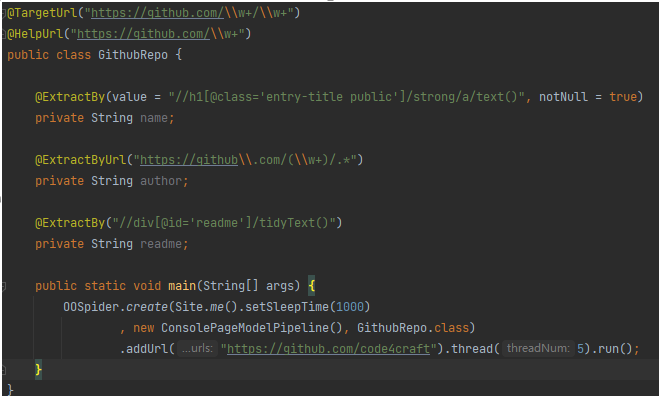 @TargetUrl("https://github.com/\\w+/\\w+")
@HelpUrl("https://github.com/\\w+")
public class GithubRepo {
@ExtractBy(value = "//h1[@class='entry-title public']/strong/a/text()", notNull = true)
private String name;
@ExtractByUrl("https://github\\.com/(\\w+)/.*")
private String author;
@ExtractBy("//div[@id='readme']/tidyText()")
private String readme;
public static void main(String[] args) {
OOSpider.create(Site.me().setSleepTime(1000)
, new ConsolePageModelPipeline(), GithubRepo.class)
.addUrl( ...urls: "https://github.com/code4craft").thread( threadNum: 5).run();
}
}